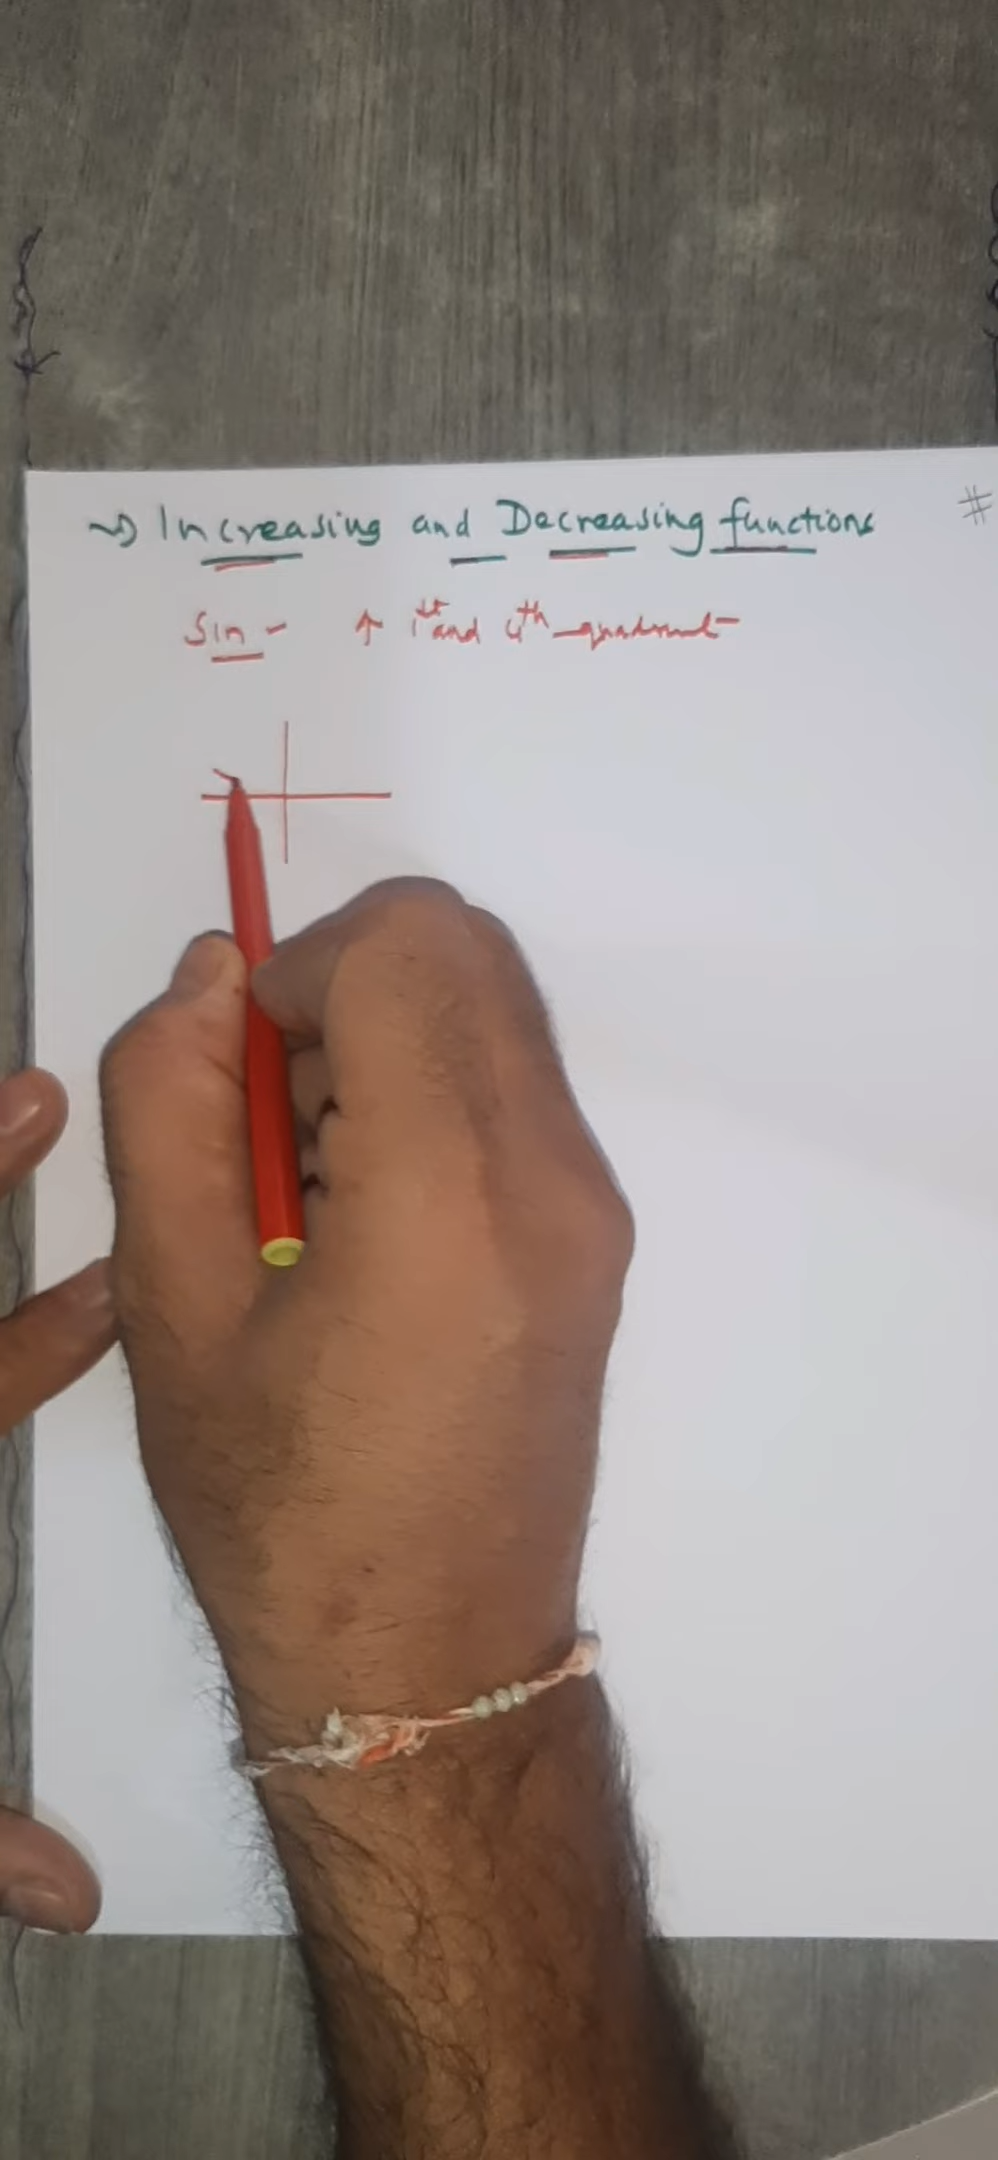 ~> Increasing and Decreasing functions
#
Sin - ↑ 1st and 4th quadrant